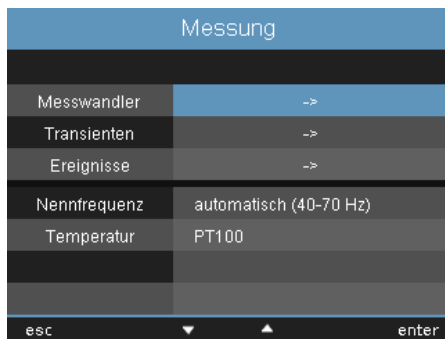 Messung
Messwandler ->
Transienten ->
Ereignisse ->
Nennfrequenz automatisch (40-70 Hz)
Temperatur PT100
esc enter